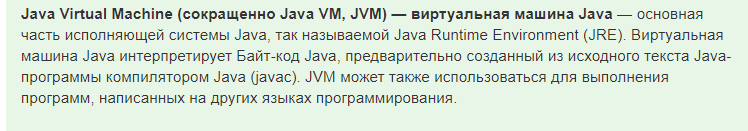 Java Virtual Machine (сокращенно Java VM, JVM) — виртуальная машина Java — основная
часть исполняющей системы Java, так называемой Java Runtime Environment (JRE). Виртуальная
машина Java интерпретирует Байт-код Java, предварительно созданный из исходного текста Java-
программы компилятором Java (javac). JVM может также использоваться для выполнения
программ, написанных на других языках программирования.